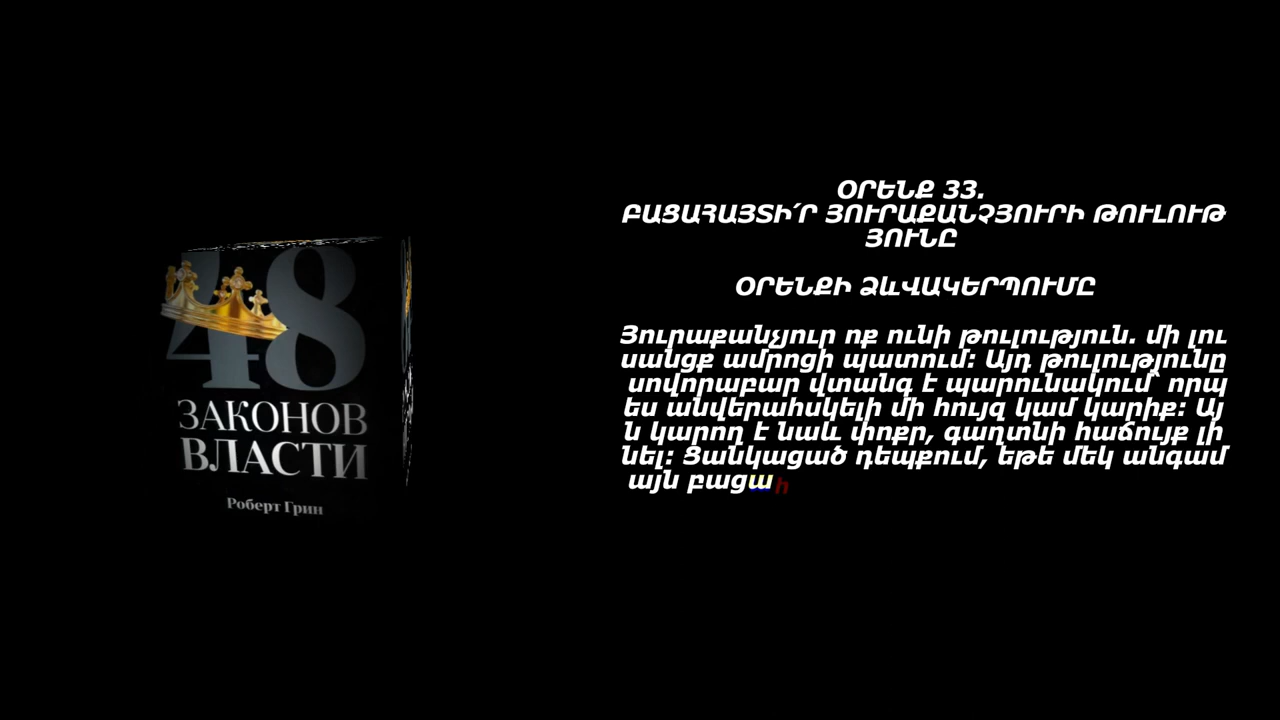 48
ЗАКОНОВ
ВЛАСТИ
Роберт Грин
ՕՐԵՆՔ 33.
ԲԱՑԱՀԱՅՏԻ՛Ր ՅՈՒՐԱՔԱՆՉՅՈՒՐԻ ԹՈՒԼՈՒԹ
ՅՈՒՆԸ
ՕՐԵՆՔԻ ՁևՎԱԿԵՐՊՈՒՄԸ
Յուրաքանչյուր ոք ունի թուլություն. մի լու
սանցք ամրոցի պատում: Այդ թուլությունը
սովորաբար վտանգ է պարունակում՝ որպ
ես անվերահսկելի մի հույզ կամ կարիք: Այ
ն կարող է նաև փոքր, գաղտնի հաճույք լի
նել: Ցանկացած դեպքում, եթե մեկ անգամ
այն բացահ